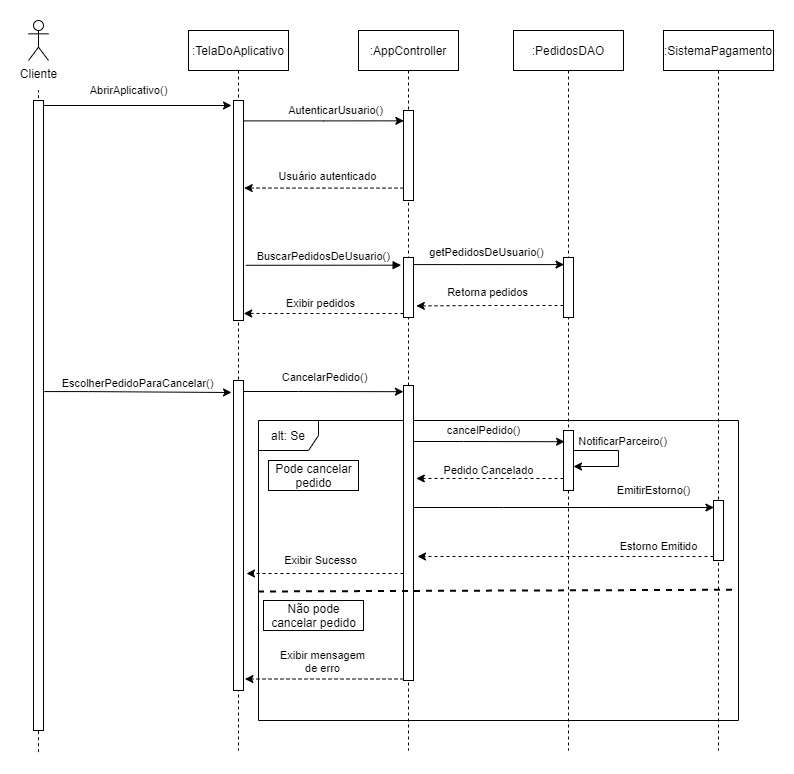 Cliente
:TelaDoAplicativo
:AppController
:PedidosDAO
:SistemaPagamento
AbrirAplicativo()
AutenticarUsuario()
Usuário autenticado
BuscarPedidosDeUsuario()
getPedidosDeUsuario()
Retorna pedidos
Exibir pedidos
EscolherPedidoParaCancelar()
CancelarPedido()
alt: Se
cancelPedido()
NotificarParceiro()
Pode cancelar
pedido
Pedido Cancelado
EmitirEstorno()
Estorno Emitido
Exibir Sucesso
Não pode
cancelar pedido
Exibir mensagem
de erro